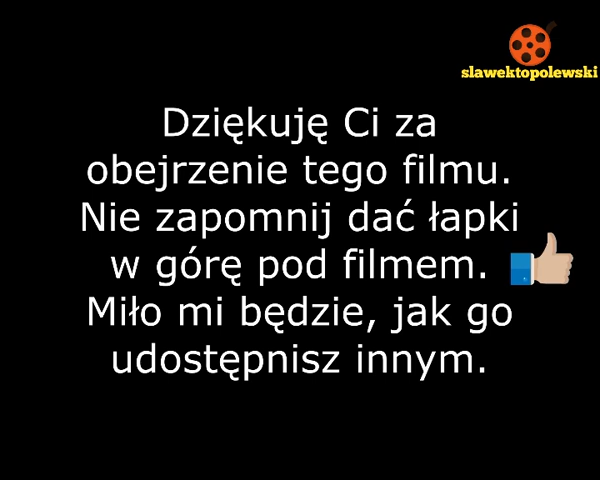 slawektopolewski
Dziękuję Ci za
obejrzenie tego filmu.
Nie zapomnij dać łapki
w górę pod filmem.
Miło mi będzie, jak go
udostępnisz innym.